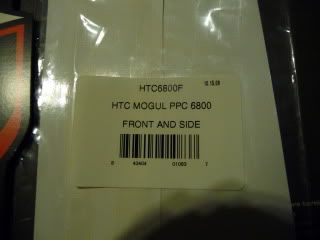 HTC6800F
HTC MOGUL PPC 6800
FRONT AND SIDE